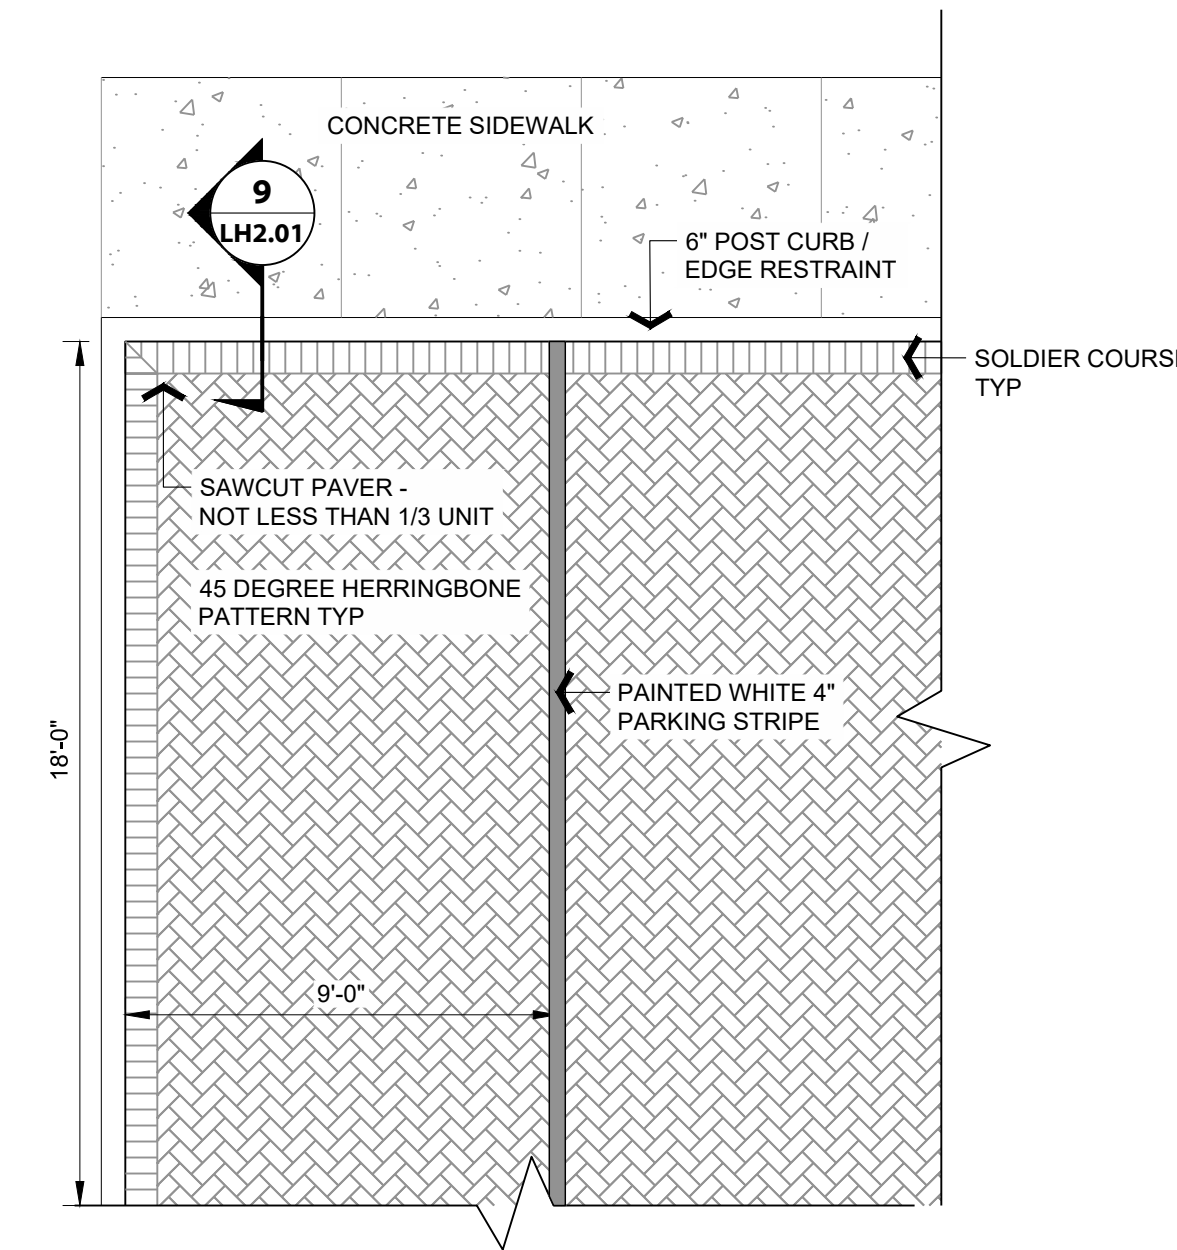 CONCRETE SIDEWALK
9
LH2.01
6" POST CURB /
EDGE RESTRAINT
SOLDIER COURS
TYP
SAWCUT PAVER -
NOT LESS THAN 1/3 UNIT
45 DEGREE HERRINGBONE
PATTERN TYP
PAINTED WHITE 4"
PARKING STRIPE
18'-0"
9'-0"